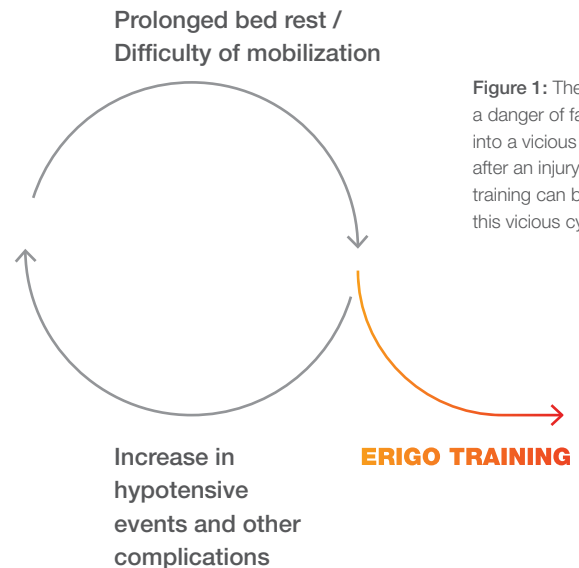 Prolonged bed rest /
Difficulty of mobilization
Figure 1: The
a danger of fa
into a vicious
after an injury
training can b
this vicious cy
Increase in
hypotensive
events and other
complications
ERIGO TRAINING